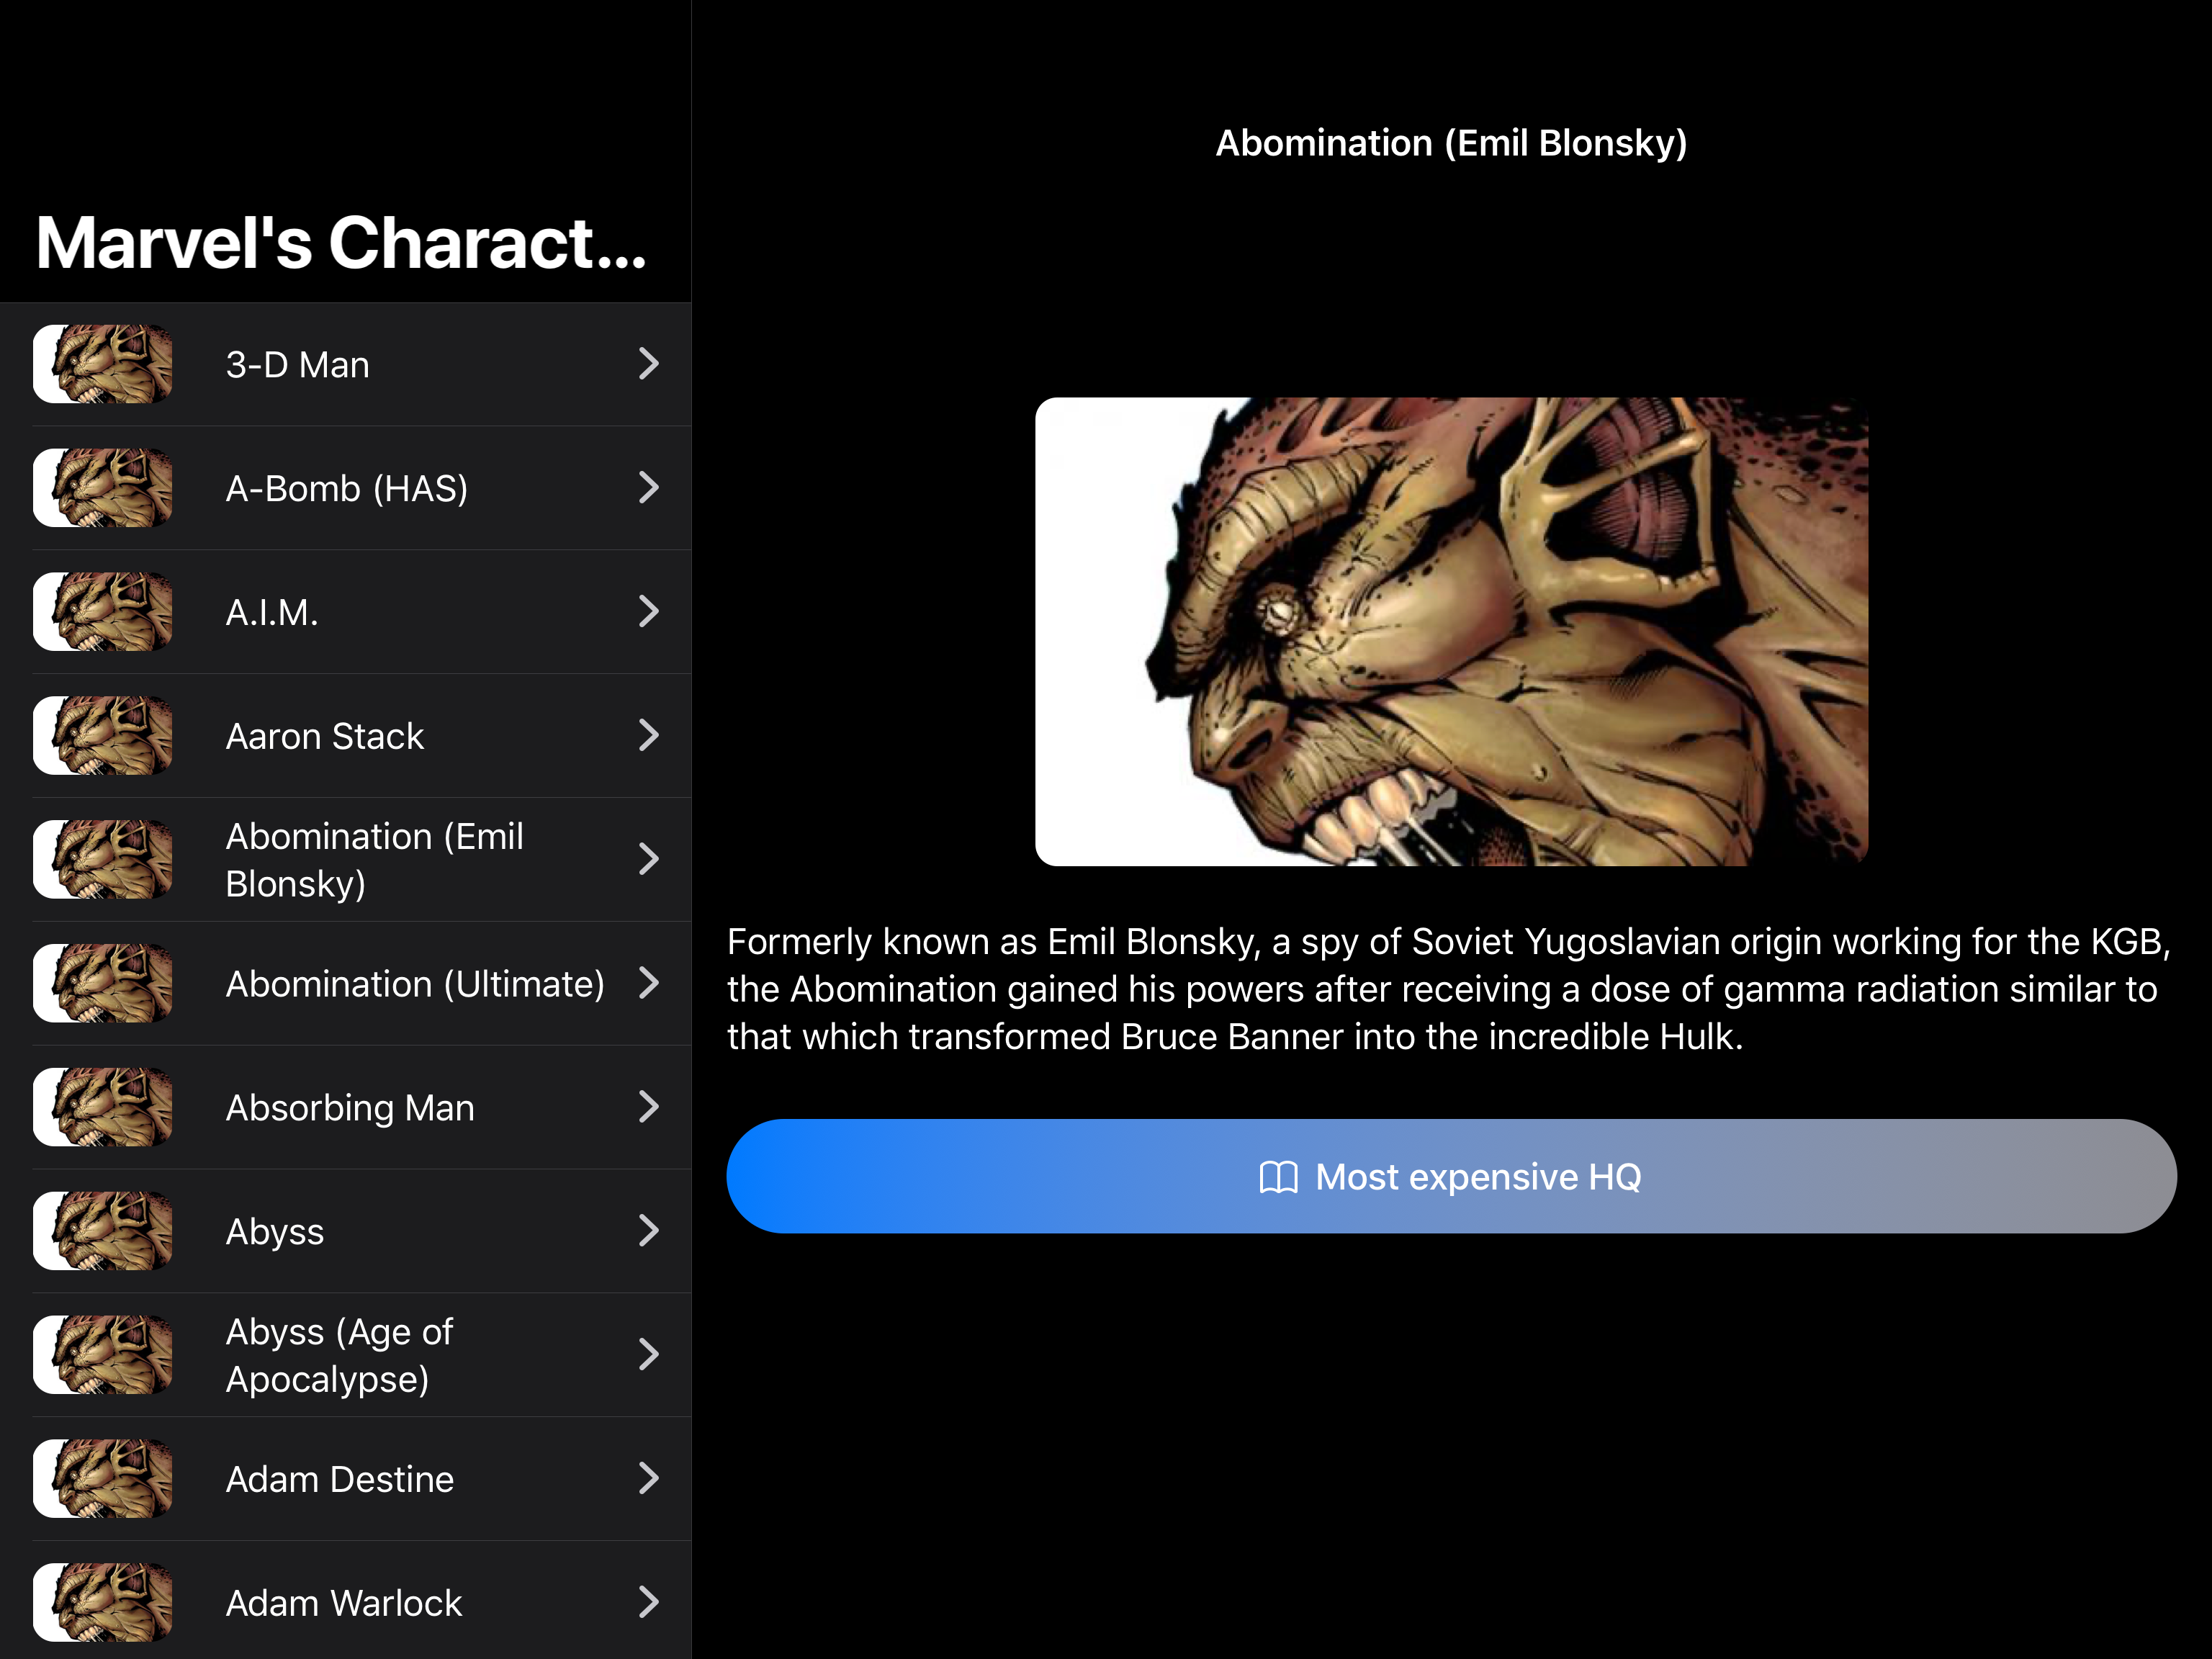 Marvel's Charact...
3-D Man
A-Bomb (HAS)
A.I.M.
Aaron Stack
Abomination (Emil
Blonsky)
Abomination (Ultimate)
Absorbing Man
Abyss
Abyss (Age of
Apocalypse)
Adam Destine
Adam Warlock
Abomination (Emil Blonsky)
Formerly known as Emil Blonsky, a spy of Soviet Yugoslavian origin working for the KGB,
the Abomination gained his powers after receiving a dose of gamma radiation similar to
that which transformed Bruce Banner into the incredible Hulk.
Most expensive HQ